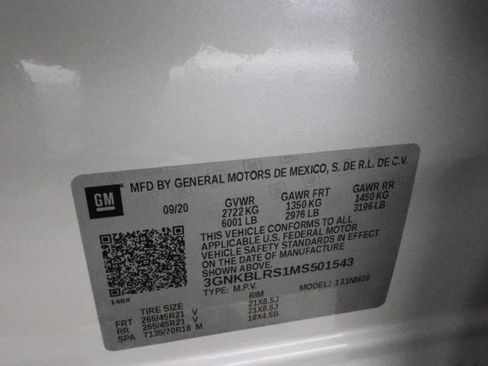 GM
MFD BY GENERAL MOTORS DE MEXICO, S. DE R.L. DE C.V.
09/20 GVWR GAWR FRT GAWR RR
2722 KG 1350 KG 1450 KG
6001 LB 2976 LB 3196 LB
THIS VEHICLE CONFORMS TO ALL
APPLICABLE U.S. FEDERAL MOTOR
VEHICLE SAFETY STANDARDS IN EFFECT
ON THE DATE OF MANUFACTURE
SHOWN ABOVE.
3GNKBLRS1MS501543
TYPE: M.P.V. MODEL: 131NM26
148X
TIRE SIZE RIM
FRT 265/45R21 V 21X8.5J
RR 265/45R21 V 21X8.5J
SPA T135/70R18 M 18X4.5B